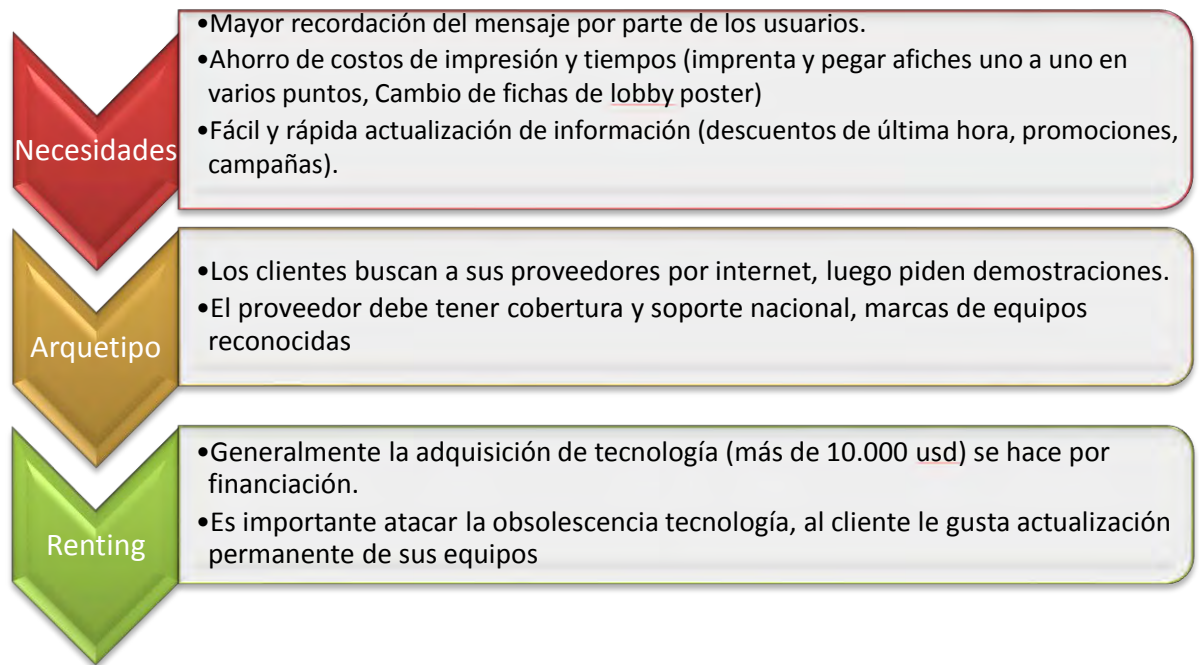 Necesidades
•Mayor recordación del mensaje por parte de los usuarios.
•Ahorro de costos de impresión y tiempos (imprenta y pegar afiches uno a uno en
varios puntos, Cambio de fichas de lobby poster)
•Fácil y rápida actualización de información (descuentos de última hora, promociones,
campañas).
Arquetipo
•Los clientes buscan a sus proveedores por internet, luego piden demostraciones.
•El proveedor debe tener cobertura y soporte nacional, marcas de equipos
reconocidas
Renting
•Generalmente la adquisición de tecnología (más de 10.000 usd) se hace por
financiación.
•Es importante atacar la obsolescencia tecnología, al cliente le gusta actualización
permanente de sus equipos